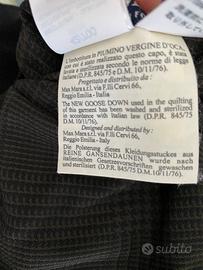 L'imbottitura in PIUMINO VERGINE D'OCA
con cui è stato realizzato questo capo, è stata
lavata e sterilizzata secondo le norme di legge
italiana (D.P.R. 845/75 e D.M. 10/11/76).
Progettato e distribuito da:
Max Mara s.r.l. via F.lli Cervi 66,
Reggio Emilia - Italia
The NEW GOOSE DOWN used in the quilting
of this garment has been washed and sterilized
in accordance with Italian law (D.P.R. 845/75
D.M. 10/11/76).
Designed and distributed by:
Max Mara s.r.l. via F.lli Cervi 66,
Reggio Emilia - Italy
Die Polsterung dieses Kleidungsstückes aus
REINE GANSENDAUNEN wurde nach
italienischen Gesetzesvorschriften gewaschen
und sterilisiert (D.P.R. 845/75
D.M. 10/11/76).
subito